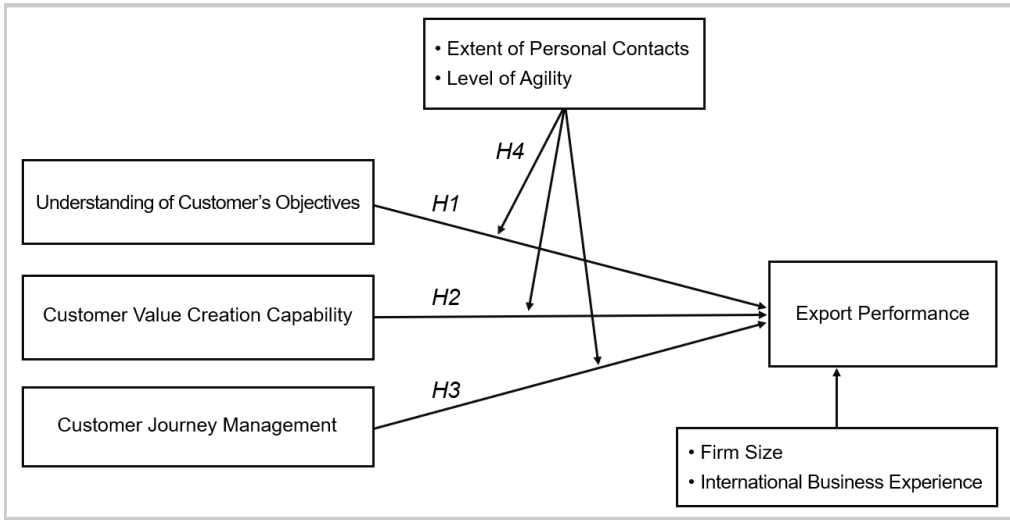 • Extent of Personal Contacts
• Level of Agility
H4
Understanding of Customer's Objectives
H1
Customer Value Creation Capability
H2
Export Performance
Customer Journey Management
H3
• Firm Size
• International Business Experience